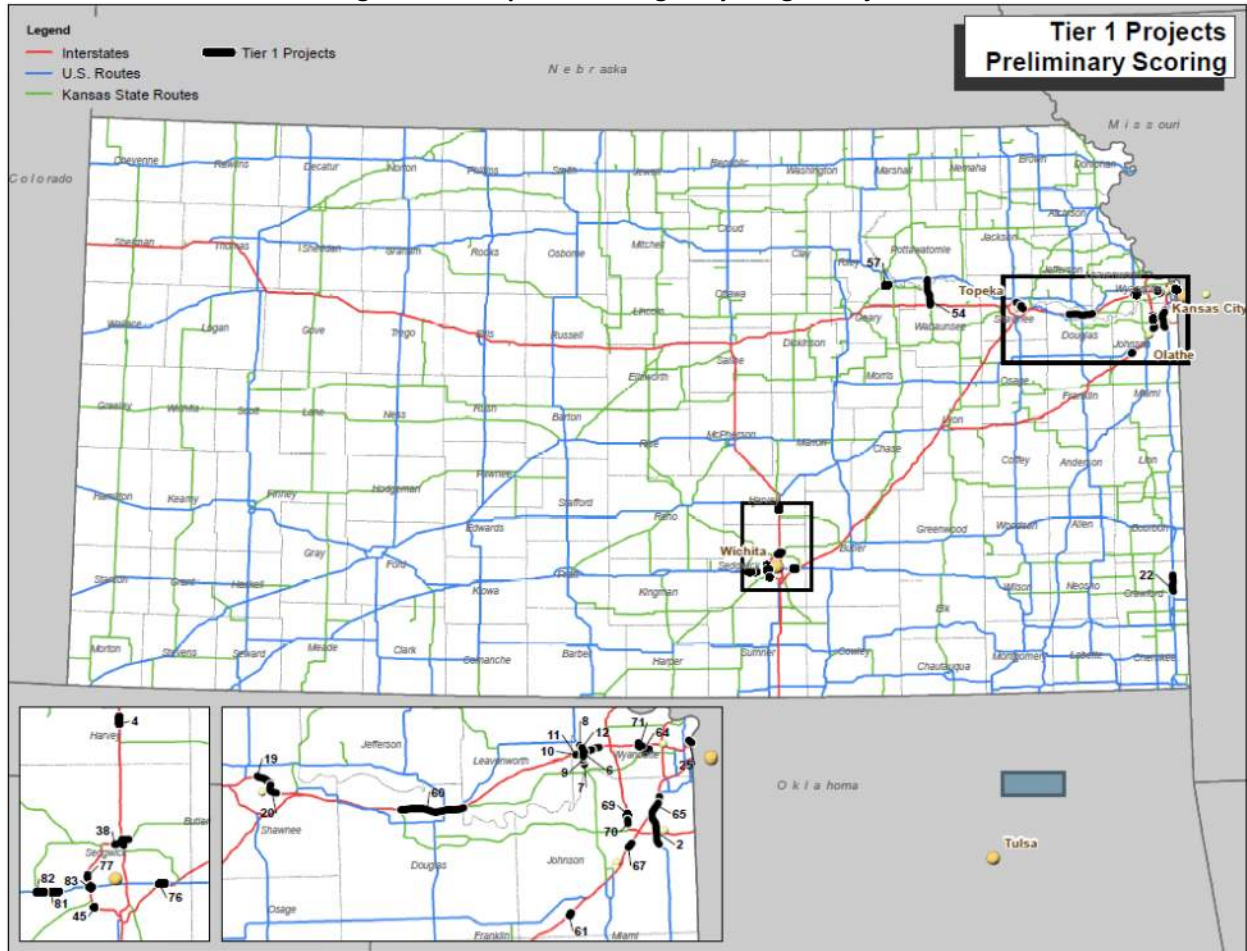 Legend
Interstates
Tier 1 Projects
U.S. Routes
Kansas State Routes
Tier 1 Projects
Preliminary Scoring
Nebraska
Missouri
Colorado
Cheyenne
Rawlins
Decatur
Norton
Phillips
Smith
Jewell
Republic
Washington
Marshall
Nemaha
Brown
Doniphan
Atchison
Sherman
Thomas
Sheridan
Graham
Rooks
Osborne
Mitchell
Cloud
Clay
Riley
57
Pottawatomie
Jackson
Jefferson
Leavenworth
Wyandotte
Topeka
Kansas City
Wallace
Logan
Gove
Trego
Ellis
Russell
Lincoln
Ottawa
Saline
Dickinson
Geary
Wabaunsee
54
Shawnee
Douglas
Johnson
Olathe
Ellsworth
Morris
Osage
Franklin
Miami
Greeley
Wichita
Scott
Lane
Ness
Rush
Barton
Rice
McPherson
Marion
Chase
Lyon
Coffey
Anderson
Linn
Hamilton
Kearny
Finney
Hodgeman
Pawnee
Stafford
Reno
Harvey
Edwards
Gray
Ford
Wichita
Sedgwick
Butler
Greenwood
Woodson
Allen
Bourbon
Stanton
Grant
Haskell
Kiowa
Pratt
Kingman
Elk
Wilson
Neosho
Crawford
22
Morton
Stevens
Seward
Meade
Clark
Comanche
Barber
Harper
Sumner
Cowley
Chautauqua
Montgomery
Labette
Cherokee
4
Harvey
38
Sedgwick
Butler
77
82
83
81
76
45
Jefferson
Leavenworth
Wyandotte
11
8
12
71
64
10
9
6
7
25
19
20
Shawnee
60
69
70
65
2
67
Douglas
Johnson
Osage
61
Franklin
Miami
Oklahoma
Tulsa